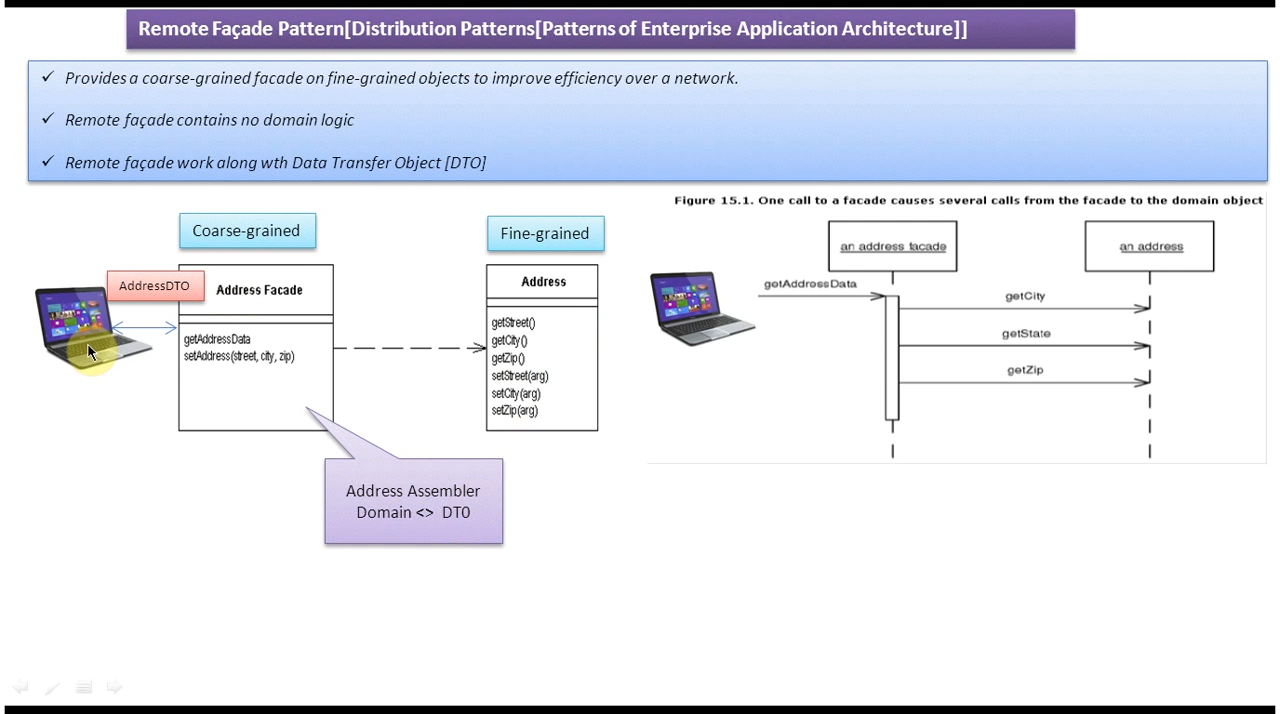 Remote Façade Pattern[Distribution Patterns[Patterns of Enterprise Application Architecture]]
✓ Provides a coarse-grained facade on fine-grained objects to improve efficiency over a network.
✓ Remote façade contains no domain logic
✓ Remote façade work along wth Data Transfer Object [DTO]
Coarse-grained
Fine-grained
AddressDTO
Address Facade
getAddressData
setAddress(street, city, zip)
Address
getStreet()
getCity()
getZip()
setStreet(arg)
setCity(arg)
setZip(arg)
Address Assembler
Domain <> DT0
Figure 15.1. One call to a facade causes several calls from the facade to the domain object
an address facade
an address
getAddressData
getCity
getState
getZip